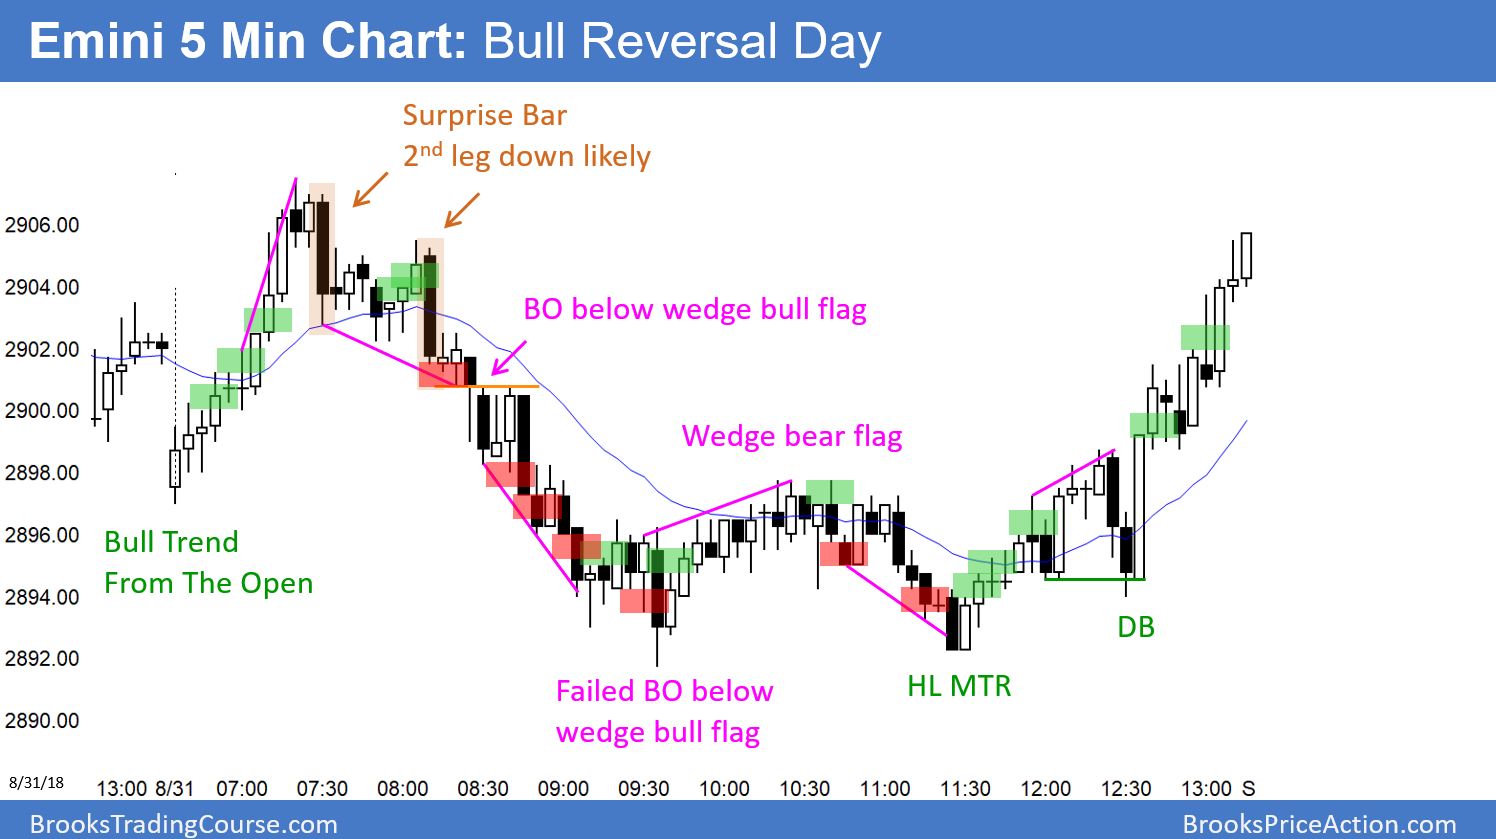 Emini 5 Min Chart: Bull Reversal Day
Surprise Bar
2nd leg down likely
2906.00
2904.00
BO below wedge bull flag
2902.00
2900.00
Wedge bear flag
2898.00
2896.00
Bull Trend
From The Open
2894.00
DB
2892.00
Failed BO below
wedge bull flag
HL MTR
2890.00
8/31/18
13:00 8/31 07:00 07:30 08:00 08:30 09:00 09:30 10:00 10:30 11:00 11:30 12:00 12:30 13:00 S
BrooksTradingCourse.com
BrooksPriceAction.com